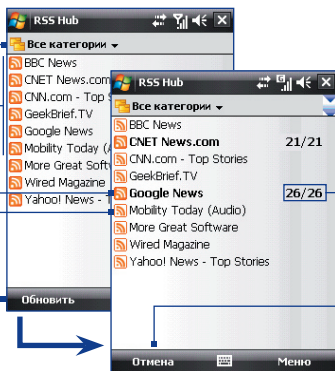 RSS Hub
Все категории
BBC News
CNET News.com
CNN.com - Top S
GeekBrief.TV
Google News
Mobility Today (A
More Great Soft
Wired Magazine
Yahoo! News - T
Обновить
RSS Hub
Все категории
BBC News
CNET News.com 21/21
CNN.com - Top Stories
GeekBrief.TV
Google News 26/26
Mobility Today (Audio)
More Great Software
Wired Magazine
Yahoo! News - Top Stories
Отмена Меню